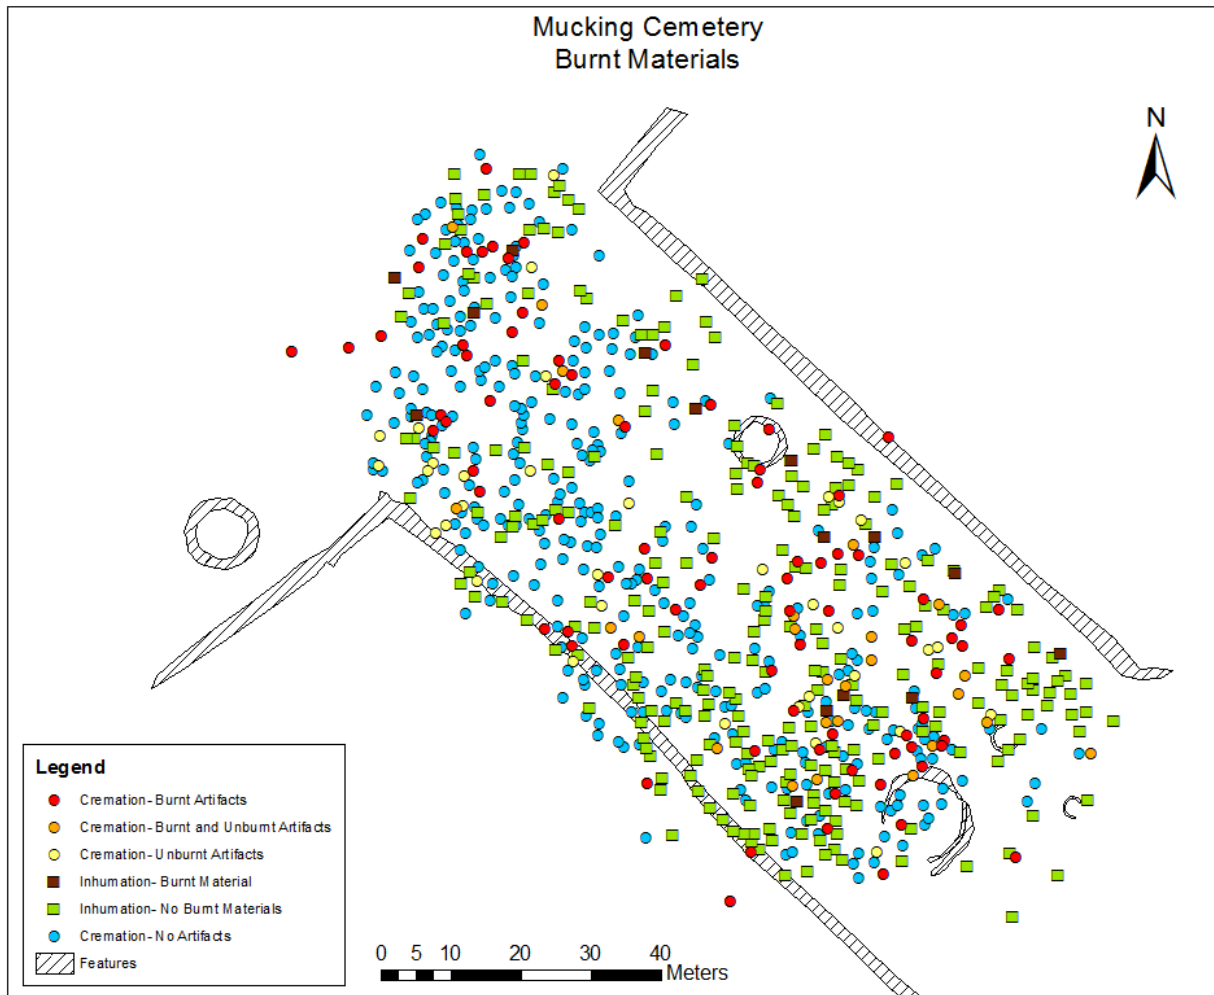 Mucking Cemetery
Burnt Materials
N
Legend
Cremation- Burnt Artifacts
Cremation- Burnt and Unburnt Artifacts
Cremation- Unburnt Artifacts
Inhumation- Burnt Material
Inhumation- No Burnt Materials
Cremation- No Artifacts
Features
0 5 10 20 30 40
Meters